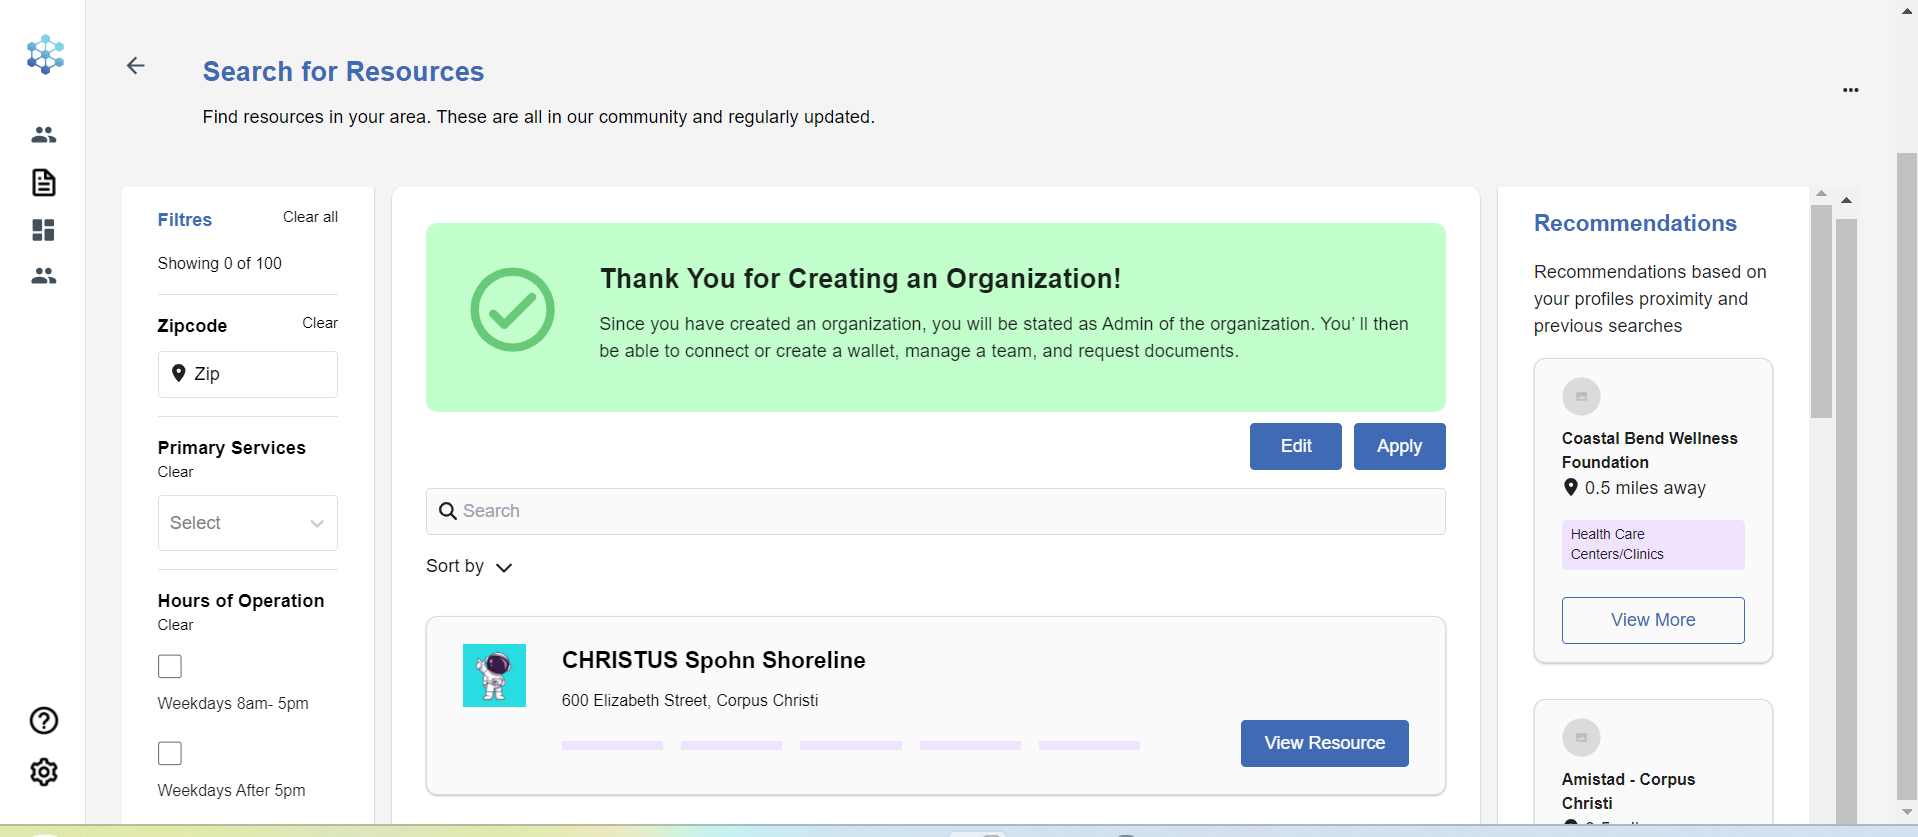 Search for Resources
Find resources in your area. These are all in our community and regularly updated.
Filtres
Clear all
Showing 0 of 100
Zipcode
Clear
Zip
Primary Services
Clear
Select
Hours of Operation
Clear
Weekdays 8am- 5pm
Weekdays After 5pm
Thank You for Creating an Organization!
Since you have created an organization, you will be stated as Admin of the organization. You’ ll then
be able to connect or create a wallet, manage a team, and request documents.
Edit
Apply
Search
Sort by
CHRISTUS Spohn Shoreline
600 Elizabeth Street, Corpus Christi
View Resource
Recommendations
Recommendations based on
your profiles proximity and
previous searches
Coastal Bend Wellness
Foundation
0.5 miles away
Health Care
Centers/Clinics
View More
Amistad - Corpus
Christi